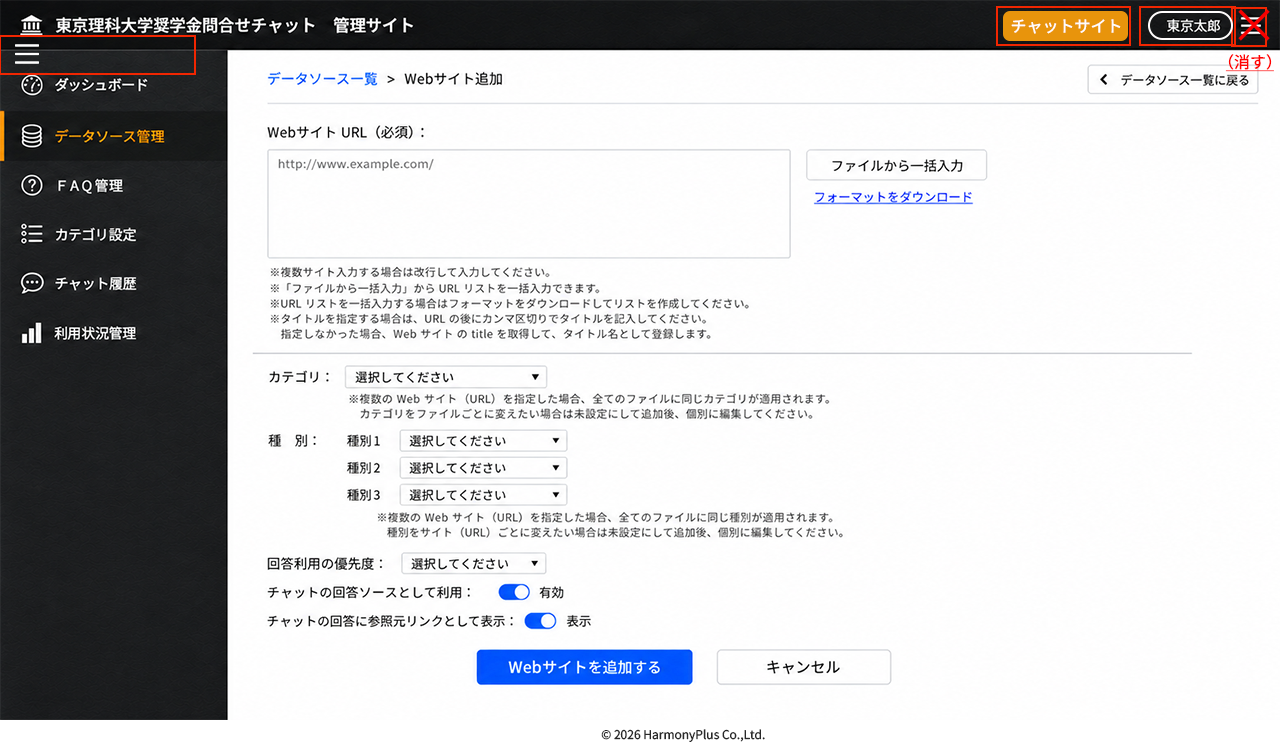 東京理科大学奨学金問合せチャット　管理サイト
チャットサイト
東京太郎
（消す）
ダッシュボード
データソース管理
ＦＡＱ管理
カテゴリ設定
チャット履歴
利用状況管理
データソース一覧 > Webサイト追加
データソース一覧に戻る
Webサイト URL（必須）：
http://www.example.com/
ファイルから一括入力
フォーマットをダウンロード
※複数サイト入力する場合は改行して入力してください。
※「ファイルから一括入力」から URL リストを一括入力できます。
※URL リストを一括入力する場合はフォーマットをダウンロードしてリストを作成してください。
※タイトルを指定する場合は、URL の後にカンマ区切りでタイトルを記入してください。
指定しなかった場合、Web サイト の title を取得して、タイトル名として登録します。
カテゴリ： 選択してください ▼
※複数の Web サイト（URL）を指定した場合、全てのファイルに同じカテゴリが適用されます。
カテゴリをファイルごとに変えたい場合は未設定にして追加後、個別に編集してください。
種　別： 種別1 選択してください ▼
種別2 選択してください ▼
種別3 選択してください ▼
※複数の Web サイト（URL）を指定した場合、全てのファイルに同じ種別が適用されます。
種別をサイト（URL）ごとに変えたい場合は未設定にして追加後、個別に編集してください。
回答利用の優先度： 選択してください ▼
チャットの回答ソースとして利用： 有効
チャットの回答に参照元リンクとして表示： 表示
Webサイトを追加する
キャンセル
© 2026 HarmonyPlus Co.,Ltd.